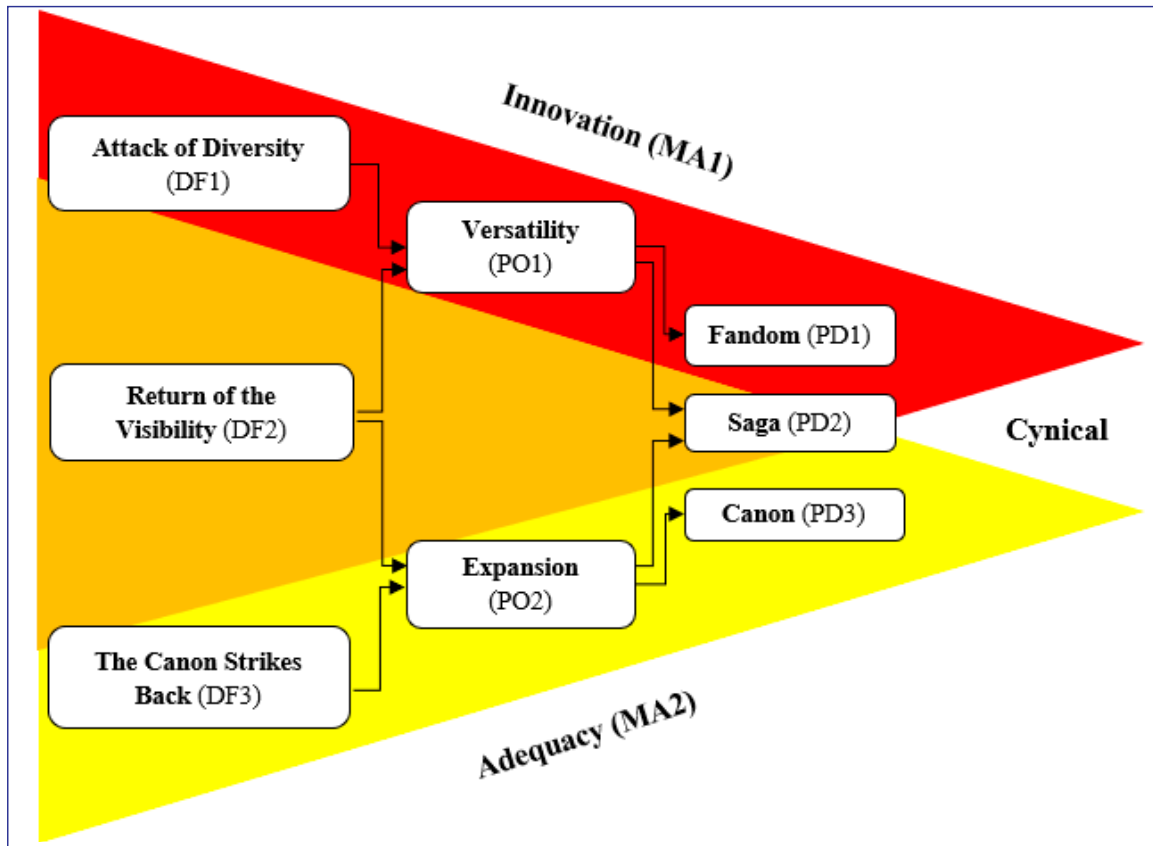 Innovation (MA1)
Attack of Diversity
(DF1)
Versatility
(PO1)
Fandom (PD1)
Return of the
Visibility (DF2)
Saga (PD2)
Cynical
Canon (PD3)
Expansion
(PO2)
The Canon Strikes
Back (DF3)
Adequacy (MA2)